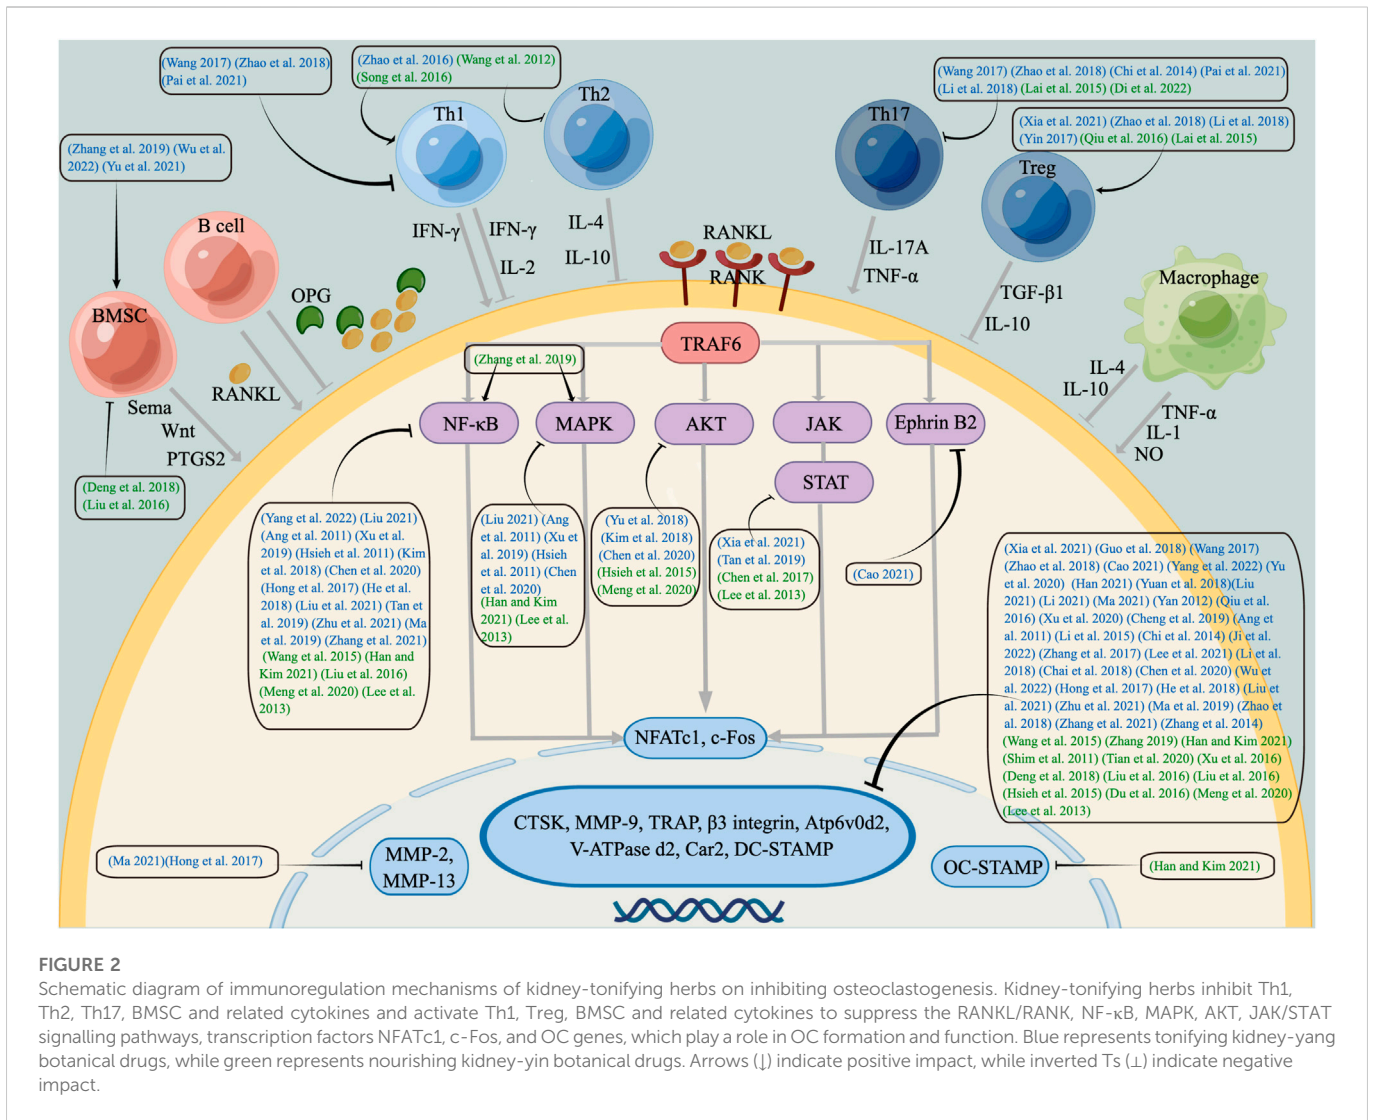 (Wang 2017) (Zhao et al. 2018)
(Pai et al. 2021)
(Zhao et al. 2016) (Wang et al. 2012)
(Song et al. 2016)
(Wang 2017) (Zhao et al. 2018) (Chi et al. 2014) (Pai et al. 2021)
(Li et al. 2018) (Lai et al. 2015) (Di et al. 2022)
(Xia et al. 2021) (Zhao et al. 2018) (Li et al. 2018)
(Yin 2017) (Qiu et al. 2016) (Lai et al. 2015)
(Zhang et al. 2019) (Wu et al.
2022) (Yu et al. 2021)
Th1
Th2
Th17
Treg
B cell
BMSC
Macrophage
IFN-γ
IFN-γ
IL-2
IL-4
IL-10
RANKL
RANK
IL-17A
TNF-α
TGF-β1
IL-10
OPG
RANKL
IL-4
IL-10
TNF-α
IL-1
NO
Sema
Wnt
PTGS2
(Deng et al. 2018)
(Liu et al. 2016)
TRAF6
(Zhang et al. 2019)
NF-κB
MAPK
AKT
JAK
Ephrin B2
STAT
(Yang et al. 2022) (Liu 2021)
(Ang et al. 2011) (Xu et al.
2019) (Hsieh et al. 2011) (Kim
et al. 2018) (Chen et al. 2020)
(Hong et al. 2017) (He et al.
2018) (Liu et al. 2021) (Tan et
al. 2019) (Zhu et al. 2021) (Ma
et al. 2019) (Zhang et al. 2021)
(Wang et al. 2015) (Han and
Kim 2021) (Liu et al. 2016)
(Meng et al. 2020) (Lee et al.
2013)
(Liu 2021) (Ang
et al. 2011) (Xu et
al. 2019) (Hsieh
et al. 2011) (Chen
et al. 2020)
(Han and Kim
2021) (Lee et al.
2013)
(Yu et al. 2018)
(Kim et al. 2018)
(Chen et al. 2020)
(Hsieh et al. 2015)
(Meng et al. 2020)
(Xia et al. 2021)
(Tan et al. 2019)
(Chen et al. 2017)
(Lee et al. 2013)
(Cao 2021)
(Xia et al. 2021) (Guo et al. 2018) (Wang 2017)
(Zhao et al. 2018) (Cao 2021) (Yang et al. 2022) (Yu
et al. 2020) (Han 2021) (Yuan et al. 2018)(Liu
2021) (Li 2021) (Ma 2021) (Yan 2012) (Qiu et al.
2016) (Xu et al. 2020) (Cheng et al. 2019) (Ang et
al. 2011) (Li et al. 2015) (Chi et al. 2014) (Ji et al.
2022) (Zhang et al. 2017) (Lee et al. 2021) (Li et al.
2018) (Chai et al. 2018) (Chen et al. 2020) (Wu et
al. 2022) (Hong et al. 2017) (He et al. 2018) (Liu et
al. 2021) (Zhu et al. 2021) (Ma et al. 2019) (Zhao et
al. 2018) (Zhang et al. 2021) (Zhang et al. 2014)
(Wang et al. 2015) (Zhang 2019) (Han and Kim 2021)
(Shim et al. 2011) (Tian et al. 2020) (Xu et al. 2016)
(Deng et al. 2018) (Liu et al. 2016) (Liu et al. 2016)
(Hsieh et al. 2015) (Du et al. 2016) (Meng et al. 2020)
(Lee et al. 2013)
NFATc1, c-Fos
CTSK, MMP-9, TRAP, β3 integrin, Atp6v0d2,
V-ATPase d2, Car2, DC-STAMP
(Ma 2021)(Hong et al. 2017)
MMP-2,
MMP-13
OC-STAMP
(Han and Kim 2021)
FIGURE 2
Schematic diagram of immunoregulation mechanisms of kidney-tonifying herbs on inhibiting osteoclastogenesis. Kidney-tonifying herbs inhibit Th1,
Th2, Th17, BMSC and related cytokines and activate Th1, Treg, BMSC and related cytokines to suppress the RANKL/RANK, NF-κB, MAPK, AKT, JAK/STAT
signalling pathways, transcription factors NFATc1, c-Fos, and OC genes, which play a role in OC formation and function. Blue represents tonifying kidney-yang
botanical drugs, while green represents nourishing kidney-yin botanical drugs. Arrows (↓) indicate positive impact, while inverted Ts (⊥) indicate negative
impact.